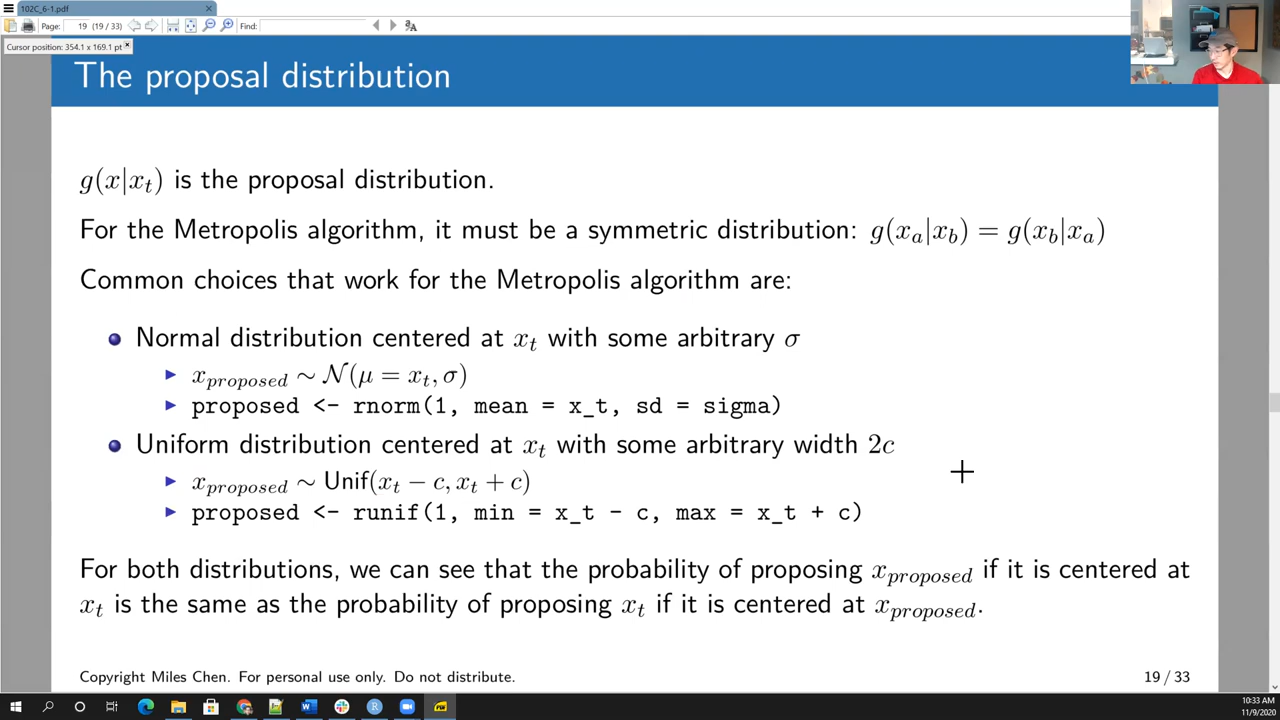 102C_6-1.pdf
Page: 19 (19 / 33) Find:
Cursor position: 354.1 x 169.1 pt
The proposal distribution
g(x|x_t) is the proposal distribution.
For the Metropolis algorithm, it must be a symmetric distribution: g(x_a|x_b) = g(x_b|x_a)
Common choices that work for the Metropolis algorithm are:
Normal distribution centered at x_t with some arbitrary σ
x_proposed ∼ N(μ = x_t, σ)
proposed <- rnorm(1, mean = x_t, sd = sigma)
Uniform distribution centered at x_t with some arbitrary width 2c
x_proposed ∼ Unif(x_t − c, x_t + c)
proposed <- runif(1, min = x_t - c, max = x_t + c)
For both distributions, we can see that the probability of proposing x_proposed if it is centered at
x_t is the same as the probability of proposing x_t if it is centered at x_proposed.
Copyright Miles Chen. For personal use only. Do not distribute. 19 / 33
10:33 AM
11/9/2020